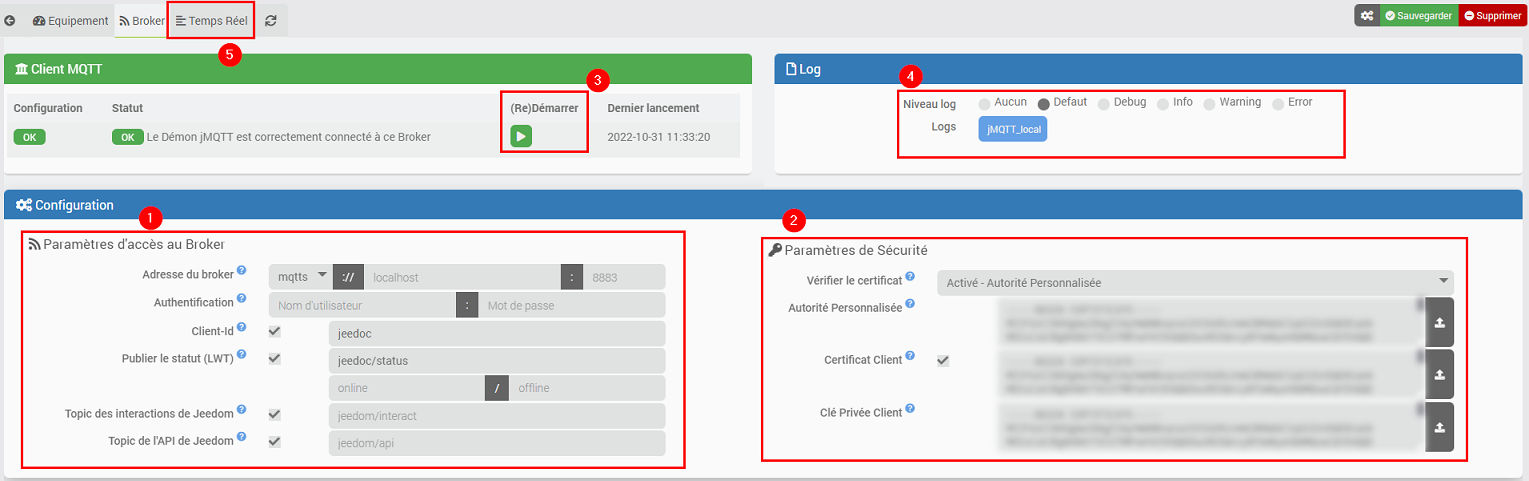 Equipement Broker Temps Réel Sauvegarder Supprimer
5
Client MQTT
3
Configuration Statut (Re)Démarrer Dernier lancement
OK OK Le Démon jMQTT est correctement connecté à ce Broker 2022-10-31 11:33:20
Log
4
Niveau log Aucun Defaut Debug Info Warning Error
Logs jMQTT_local
Configuration
1
Paramètres d'accès au Broker
Adresse du broker ? mqtts :// localhost : 8883
Authentification ? Nom d'utilisateur : Mot de passe
Client-Id ? jeedoc
Publier le statut (LWT) ? jeedoc/status
online / offline
Topic des interactions de Jeedom ? jeedom/interact
Topic de l'API de Jeedom ? jeedom/api
2
Paramètres de Sécurité
Vérifier le certificat ? Activé - Autorité Personnalisée
Autorité Personnalisée ?
Certificat Client ?
Clé Privée Client ?